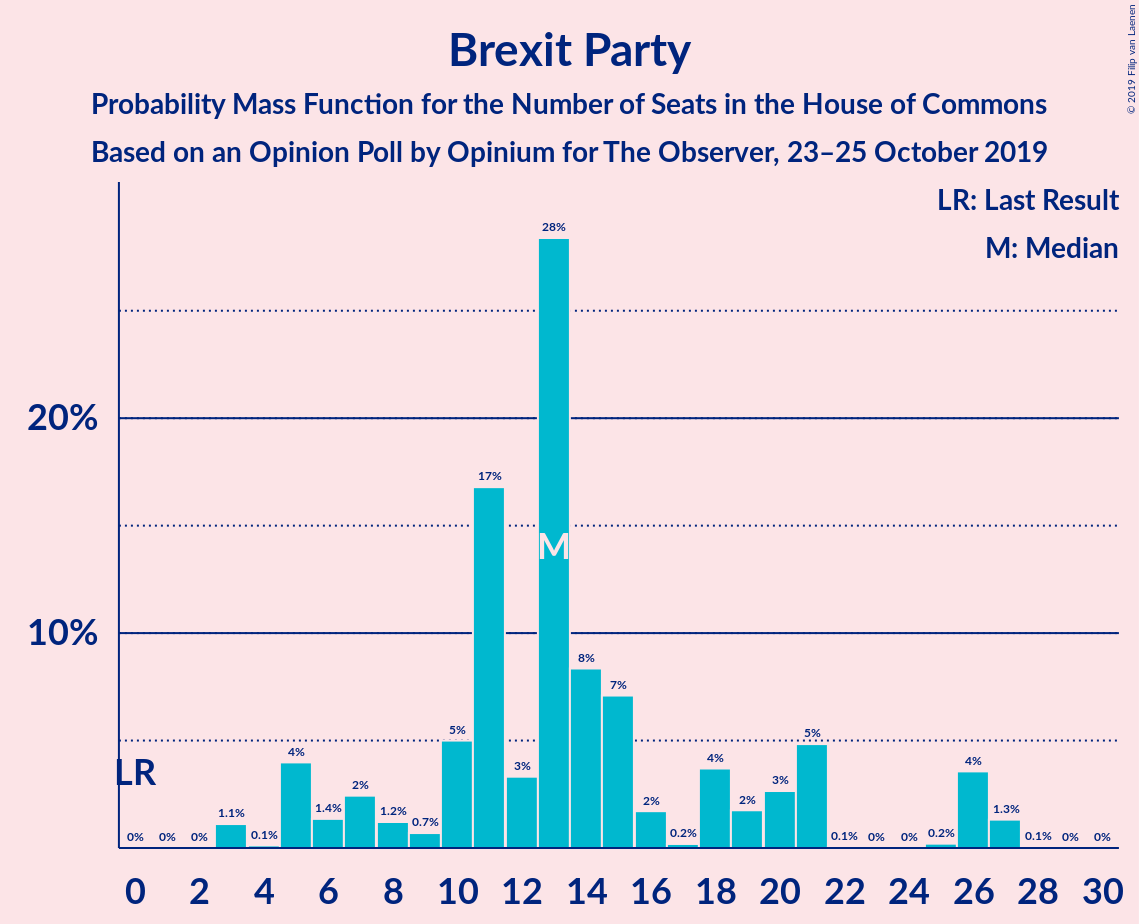 Brexit Party
Probability Mass Function for the Number of Seats in the House of Commons
Based on an Opinion Poll by Opinium for The Observer, 23–25 October 2019
© 2019 Filip van Laenen
LR: Last Result
M: Median
28%
20%
17%
M
10%
8%
7%
5%
5%
4%
3%
4%
4%
LR
2%
3%
2%
2%
1.1%
1.4%
1.2%
0.7%
1.3%
0% 0% 0% 0.1% 0.2% 0.1% 0% 0% 0.2% 0.1% 0% 0%
0 2 4 6 8 10 12 14 16 18 20 22 24 26 28 30